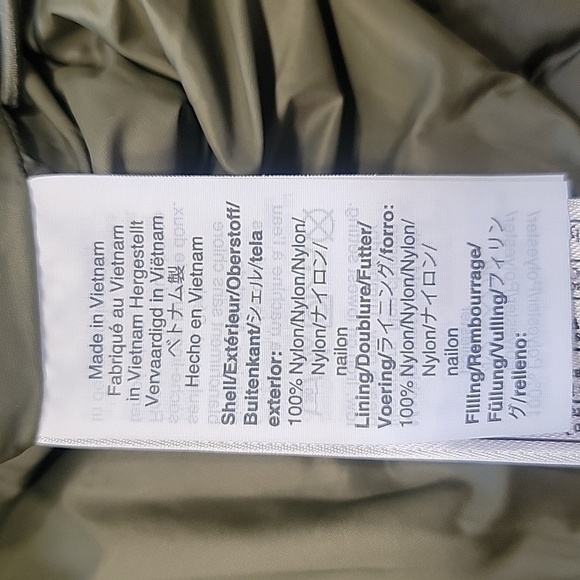 Made in Vietnam
Fabriqué au Vietnam
in Vietnam Hergestellt
Vervaardigd in Viëtnam
ベトナム製
Hecho en Vietnam
Shell/Extérieur/Oberstoff/
Buitenkant/シェル/tela
exterior:
100% Nylon/Nylon/Nylon/
Nylon/ナイロン/
nailon
Lining/Doublure/Futter/
Voering/ライニング/forro:
100% Nylon/Nylon/Nylon/
Nylon/ナイロン/
nailon
Filling/Rembourrage/
Füllung/Vulling/フィリン
グ/relleno: